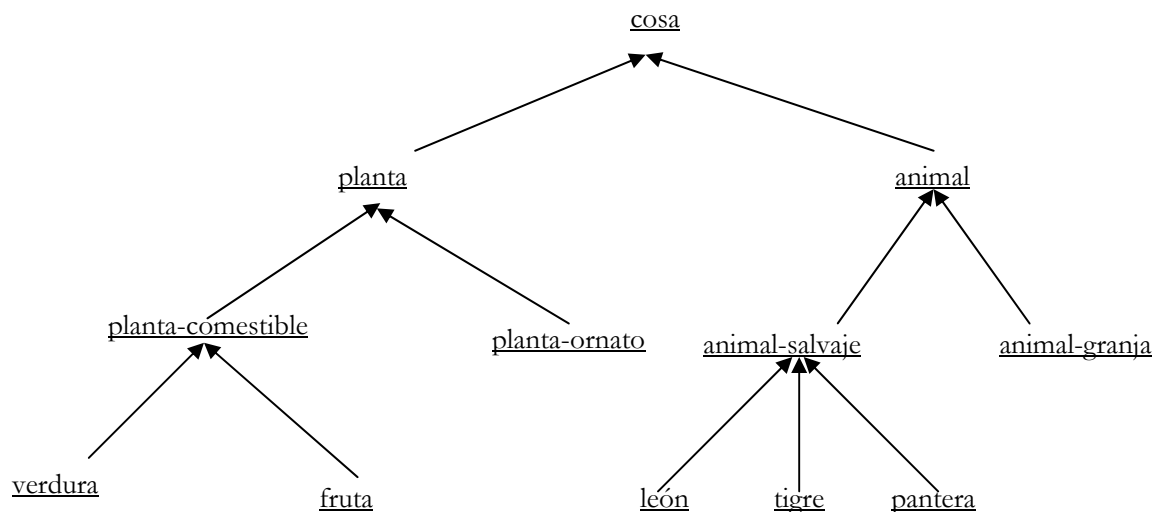 cosa
planta
animal
planta-comestible
planta-ornato
animal-salvaje
animal-granja
verdura
fruta
león
tigre
pantera